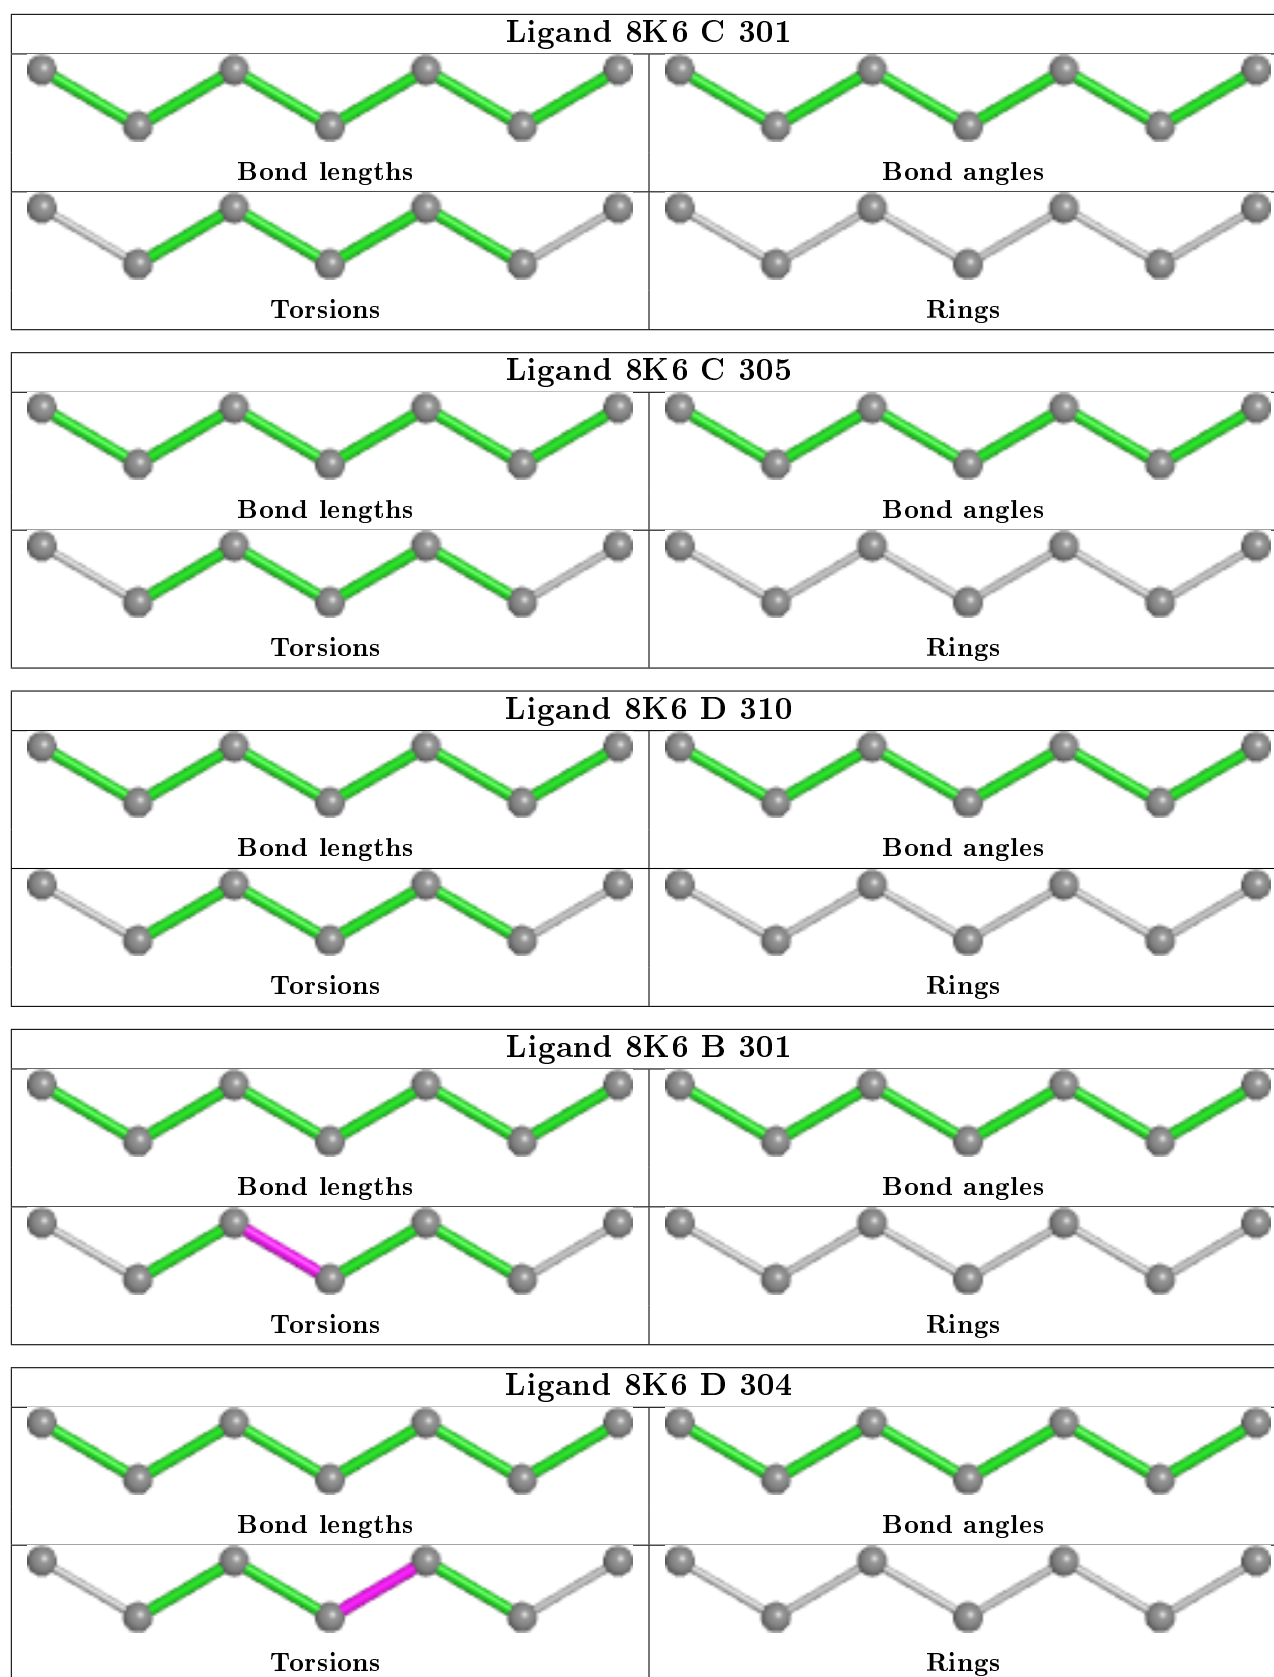 Ligand 8K6 C 301
Bond lengths
Bond angles
Torsions
Rings
Ligand 8K6 C 305
Bond lengths
Bond angles
Torsions
Rings
Ligand 8K6 D 310
Bond lengths
Bond angles
Torsions
Rings
Ligand 8K6 B 301
Bond lengths
Bond angles
Torsions
Rings
Ligand 8K6 D 304
Bond lengths
Bond angles
Torsions
Rings